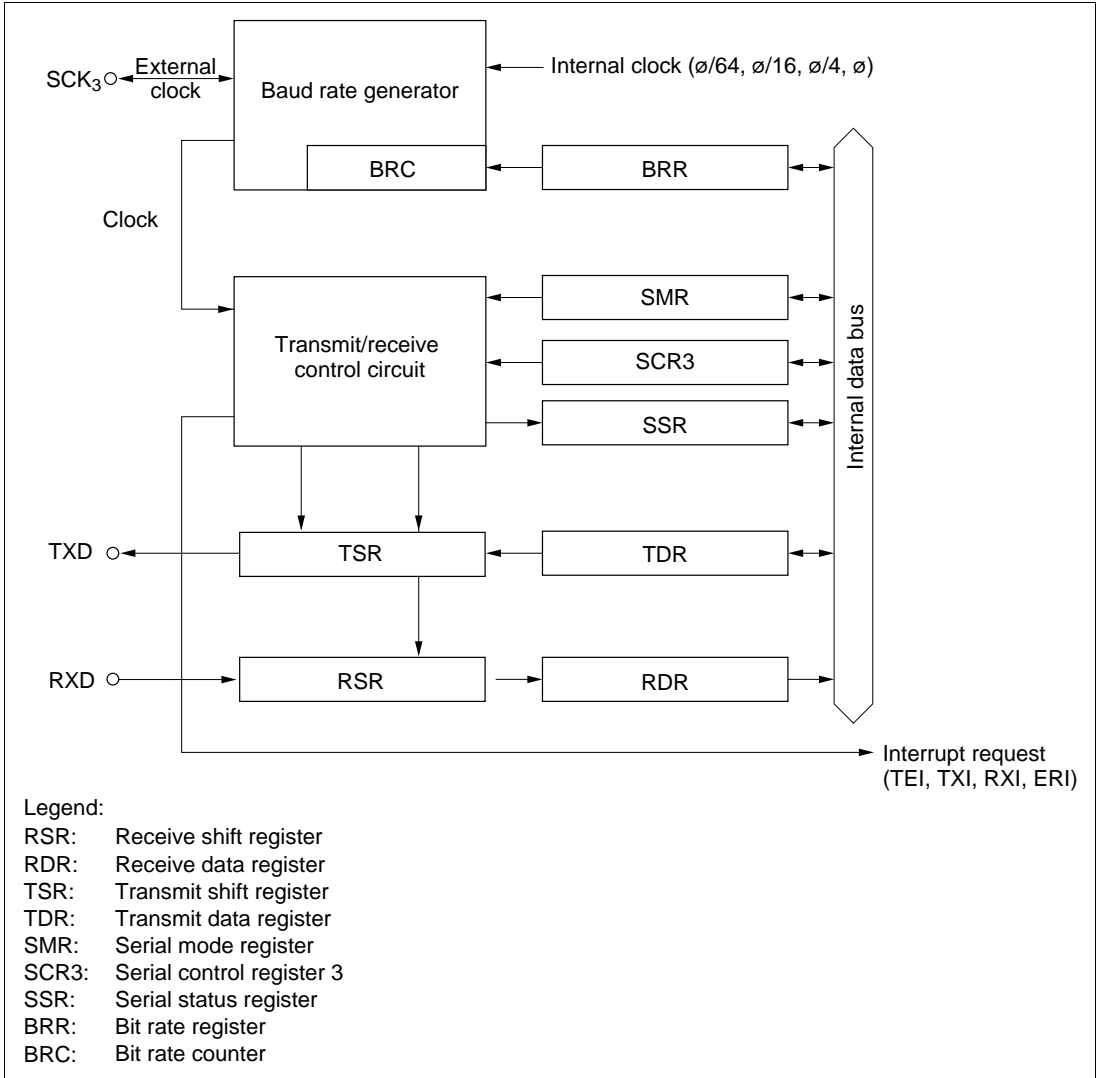 SCK3
External
clock
Baud rate generator
Internal clock (ø/64, ø/16, ø/4, ø)
BRC
BRR
Clock
Internal data bus
Transmit/receive
control circuit
SMR
SCR3
SSR
TXD
TSR
TDR
RXD
RSR
RDR
Interrupt request
(TEI, TXI, RXI, ERI)
Legend:
RSR: Receive shift register
RDR: Receive data register
TSR: Transmit shift register
TDR: Transmit data register
SMR: Serial mode register
SCR3: Serial control register 3
SSR: Serial status register
BRR: Bit rate register
BRC: Bit rate counter